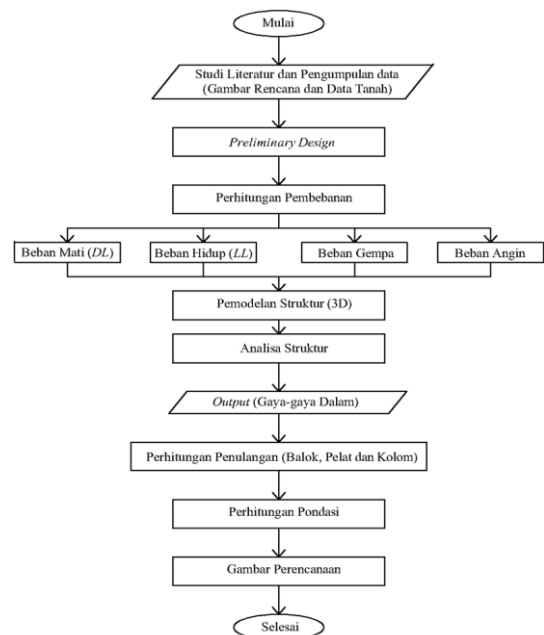 Mulai
Studi Literatur dan Pengumpulan data
(Gambar Rencana dan Data Tanah)
Preliminary Design
Perhitungan Pembebanan
Beban Mati (DL)
Beban Hidup (LL)
Beban Gempa
Beban Angin
Pemodelan Struktur (3D)
Analisa Struktur
Output (Gaya-gaya Dalam)
Perhitungan Penulangan (Balok, Pelat dan Kolom)
Perhitungan Pondasi
Gambar Perencanaan
Selesai